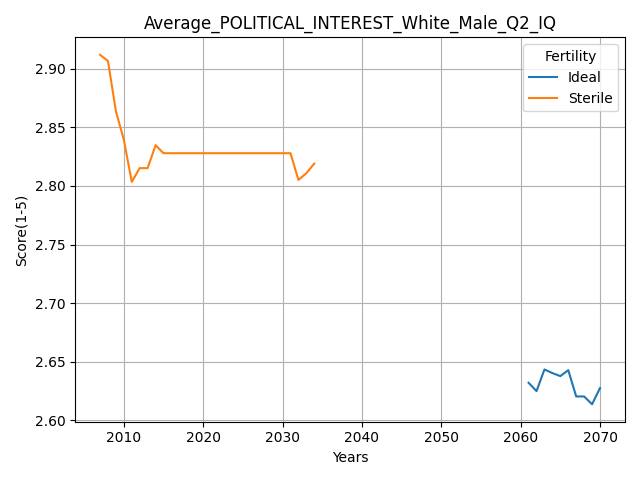 Average_POLITICAL_INTEREST_White_Male_Q2_IQ
Fertility
Ideal
Sterile
Score(1-5)
2.90
2.85
2.80
2.75
2.70
2.65
2.60
2010 2020 2030 2040 2050 2060 2070
Years